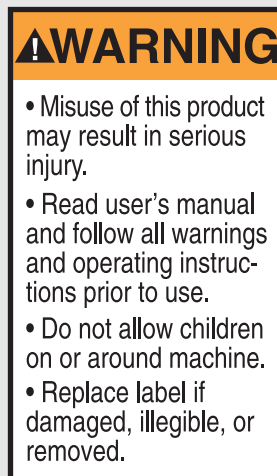 WARNING
• Misuse of this product
may result in serious
injury.
• Read user's manual
and follow all warnings
and operating instruc-
tions prior to use.
• Do not allow children
on or around machine.
• Replace label if
damaged, illegible, or
removed.